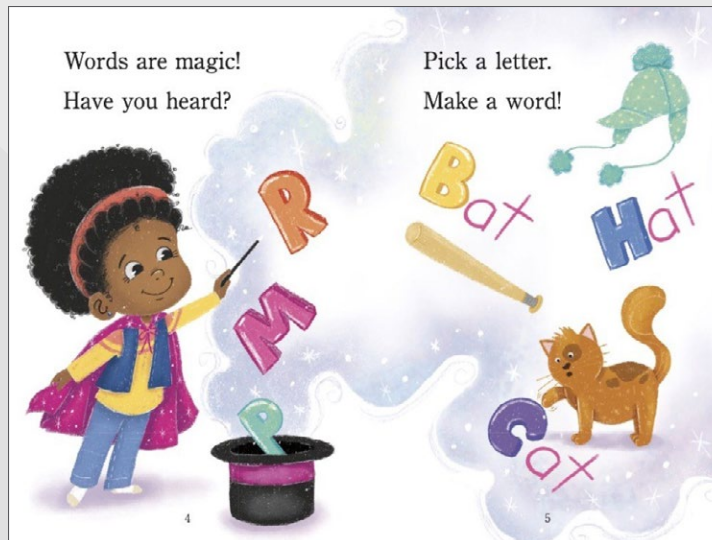 Words are magic!
Have you heard?
R
M
P
4
Pick a letter.
Make a word!
Bat
Hat
Cat
5